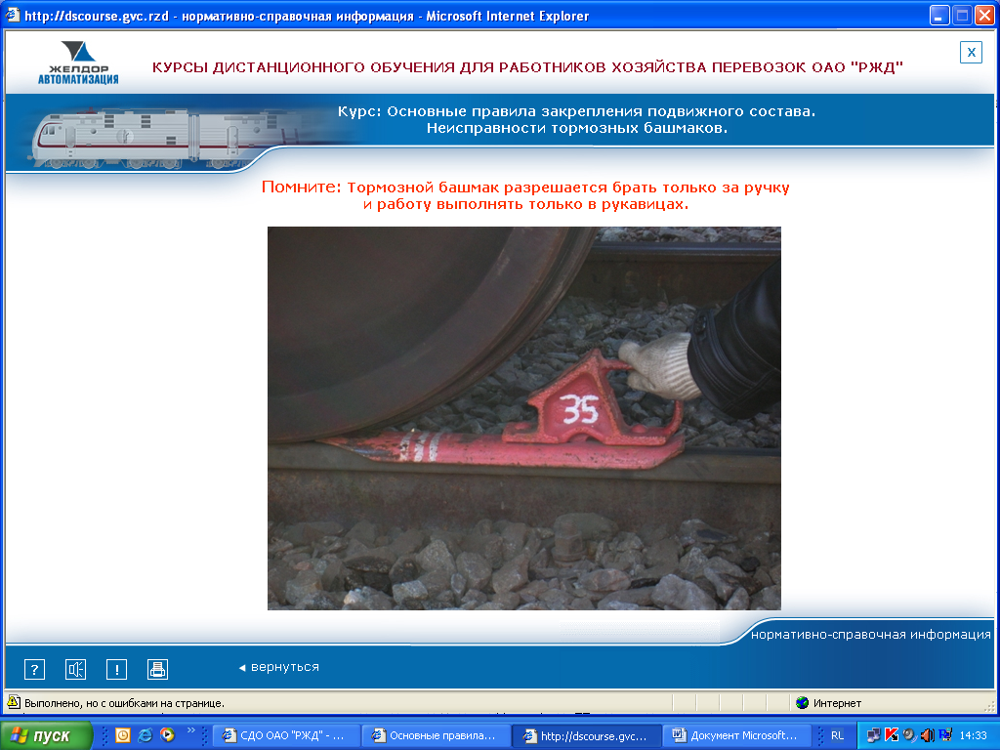 http://dscourse.gvc.rzd - нормативно-справочная информация - Microsoft Internet Explorer
X
ЖЕЛДОР
АВТОМАТИЗАЦИЯ
КУРСЫ ДИСТАНЦИОННОГО ОБУЧЕНИЯ ДЛЯ РАБОТНИКОВ ХОЗЯЙСТВА ПЕРЕВОЗОК ОАО "РЖД"
Курс: Основные правила закрепления подвижного состава.
Неисправности тормозных башмаков.
Помните: Тормозной башмак разрешается брать только за ручку
и работу выполнять только в рукавицах.
35
нормативно-справочная информация
? ! ◄ вернуться
Выполнено, но с ошибками на странице. Интернет
пуск » СДО ОАО "РЖД" - ... Основные правила... http://dscourse.gvc... Документ Microsoft... RL 14:33